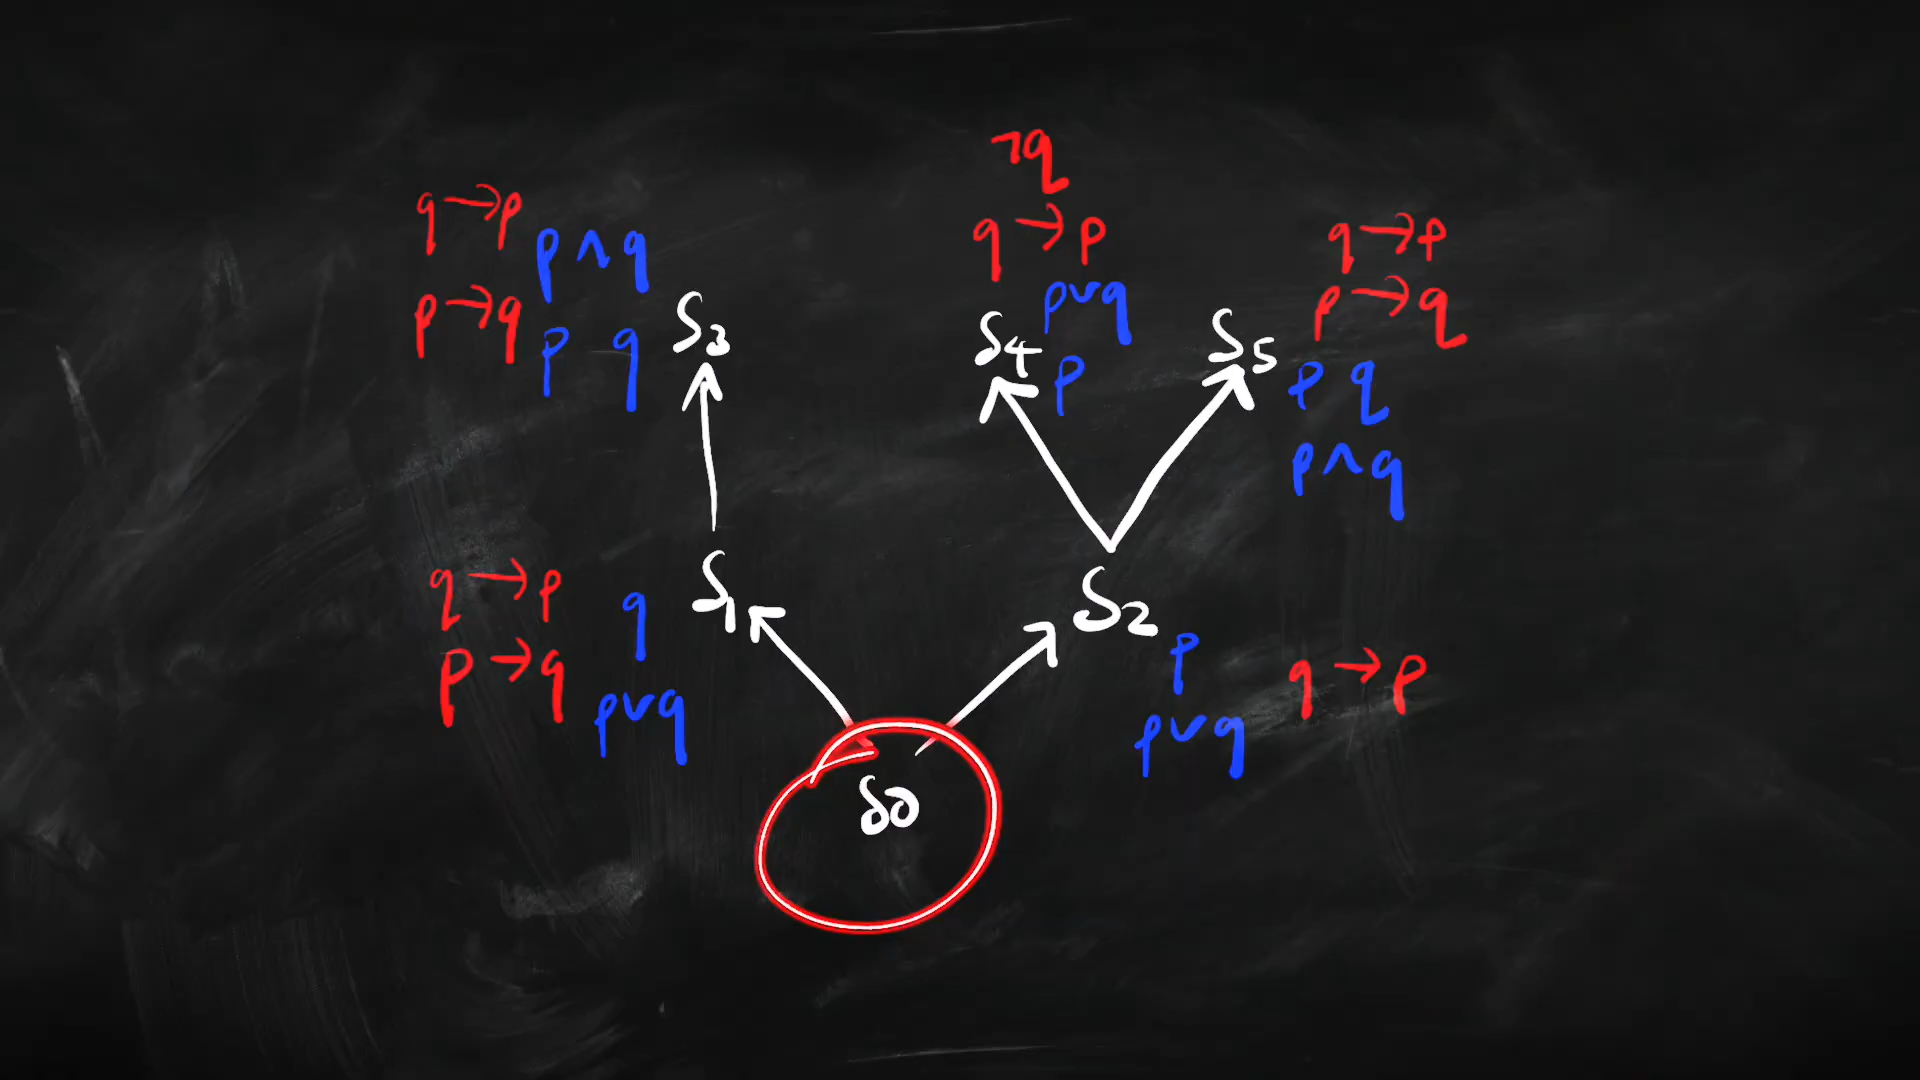 ¬q
q → p
p ∧ q
p → q
p q
S3
q → p
p ∨ q
S4
p
q → p
p → q
S5
p q
p ∧ q
q → p
q
p → q
p ∨ q
S1
S2
p
p ∨ q
q → p
S0